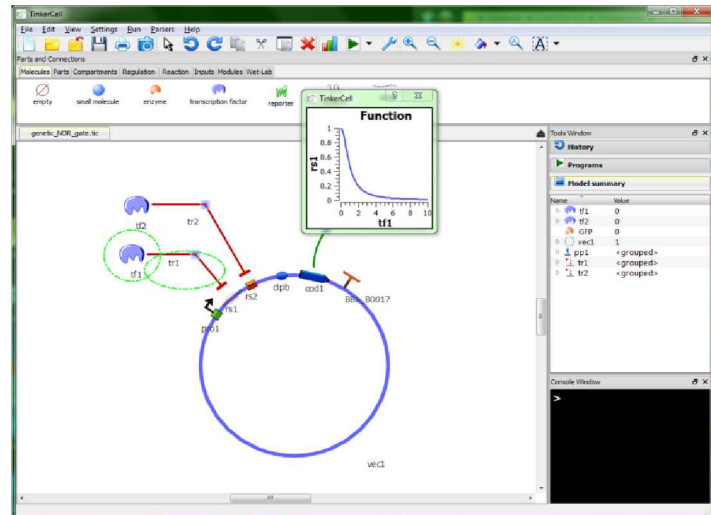 TinkerCell
File Edit View Settings Run Parsers Help
Parts and Connections
Molecules Parts Compartments Regulation Reaction Inputs Modules Wet-Lab
empty small molecule enzyme transcription factor reporter
genetic_NOR_gate.tic
TinkerCell
Function
rs1
1
0.8
0.6
0.4
0.2
0
0 2 4 6 8 10
tf1
tf2
tr2
tf1
tr1
rs1
rs2
dpb
cod1
BBa_B0017
pro1
vec1
Tools Window
History
Programs
Model summary
Name Value
tf1 0
tf2 0
GFP 0
vec1 1
pp1 <grouped>
tr1 <grouped>
tr2 <grouped>
Console Window
>